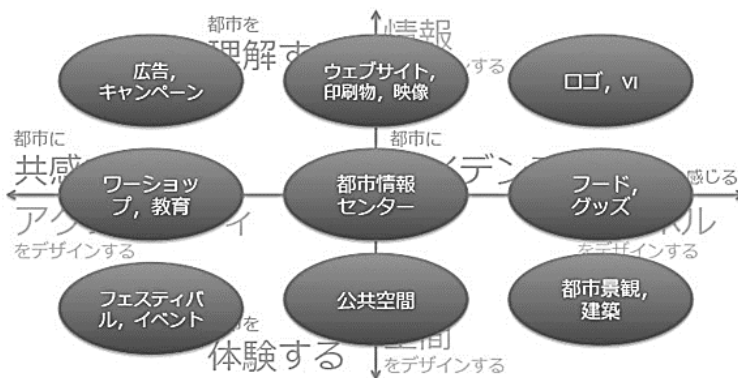 都市を
理解す
情報
する
広告,
キャンペーン
ウェブサイト,
印刷物, 映像
ロゴ, VI
都市に
共感
都市に
イデン
感じる
ワーショッ
プ, 教育
都市情報
センター
フード,
グッズ
アク
ィ
をデザインする
ネル
をデザインする
フェスティバ
ル, イベント
公共空間
都市景観,
建築
を
体験する
空間
をデザインする